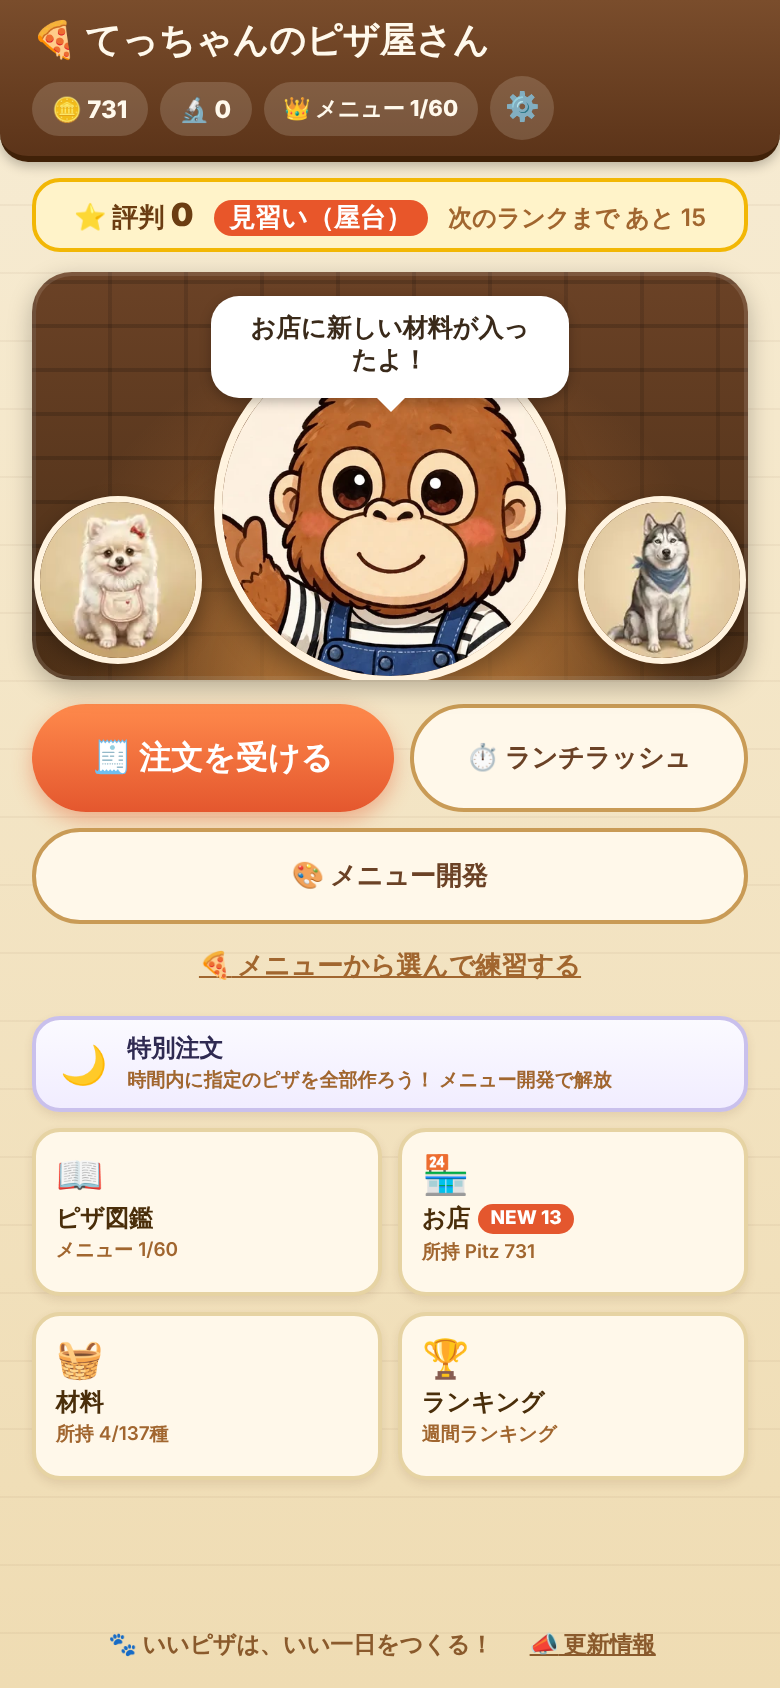 てっちゃんのピザ屋さん
731 0 メニュー 1/60
評判 0 見習い（屋台） 次のランクまで あと 15
お店に新しい材料が入っ
たよ！
注文を受ける
ランチラッシュ
メニュー開発
メニューから選んで練習する
特別注文
時間内に指定のピザを全部作ろう！ メニュー開発で解放
ピザ図鑑
メニュー 1/60
24
お店 NEW 13
所持 Pitz 731
材料
所持 4/137種
ランキング
週間ランキング
いいピザは、いい一日をつくる！ 更新情報